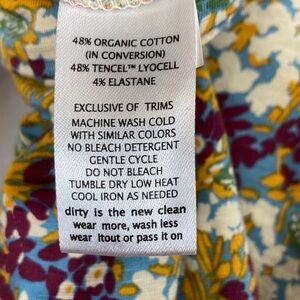 48% ORGANIC COTTON
(IN CONVERSION)
48% TENCEL™ LYOCELL
4% ELASTANE
EXCLUSIVE OF TRIMS
MACHINE WASH COLD
WITH SIMILAR COLORS
NO BLEACH DETERGENT
GENTLE CYCLE
DO NOT BLEACH
TUMBLE DRY LOW HEAT
COOL IRON AS NEEDED
dirty is the new clean
wear more, wash less
wear itout or pass it on